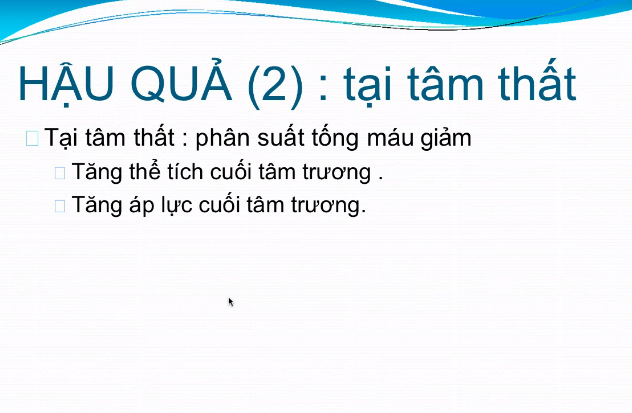 HẬU QUẢ (2) : tại tâm thất
Tại tâm thất : phân suất tống máu giảm
Tăng thể tích cuối tâm trương .
Tăng áp lực cuối tâm trương.